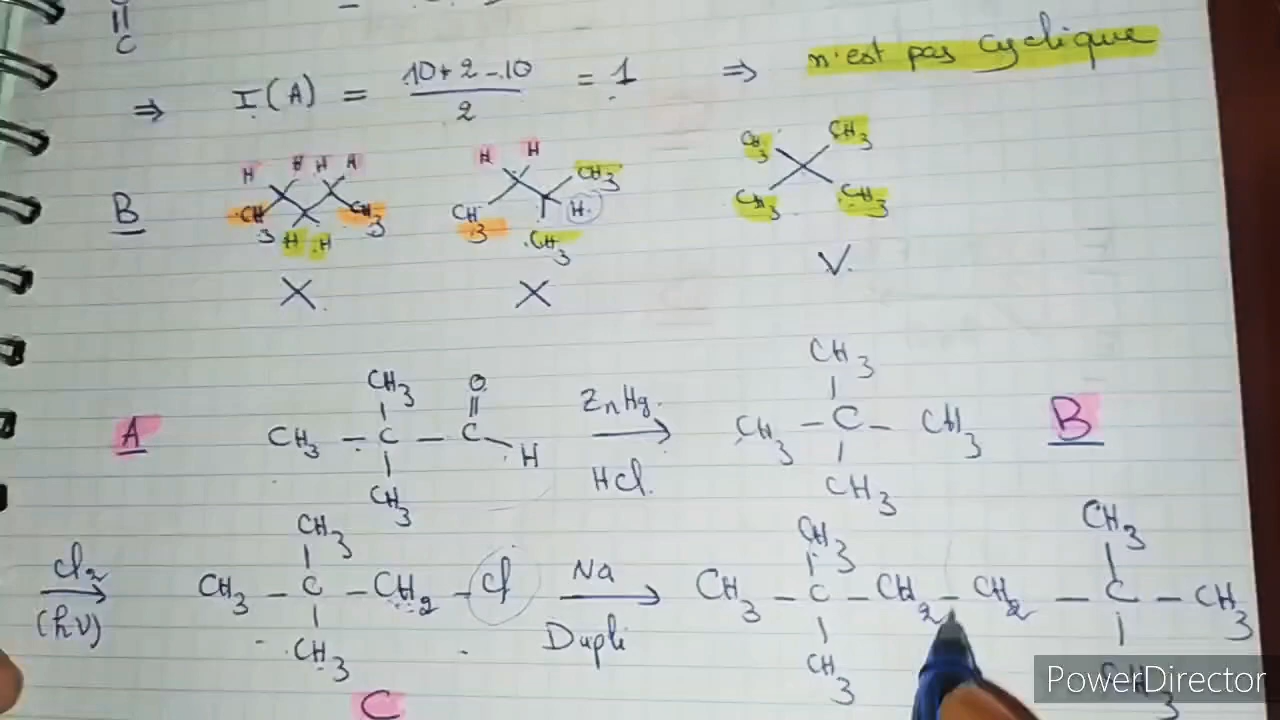 O
||
C
⇒ I(A) = (10+2-10)/2 = 1 ⇒ n'est pas cyclique
B
H H H H
CH3 H H CH3
X
H H
CH3 CH3 H
CH3
X
CH3 CH3
CH3 CH3
V
A
CH3
CH3 - C - C
CH3
O
H
ZnHg
→
HCl
CH3
CH3 - C - CH3
CH3
B
Cl2
→
(hν)
CH3
CH3 - C - CH2 - Cl
CH3
C
Na
→
Dupli
CH3
CH3 - C - CH2 - CH2 - C - CH3
CH3
CH3
PowerDirector